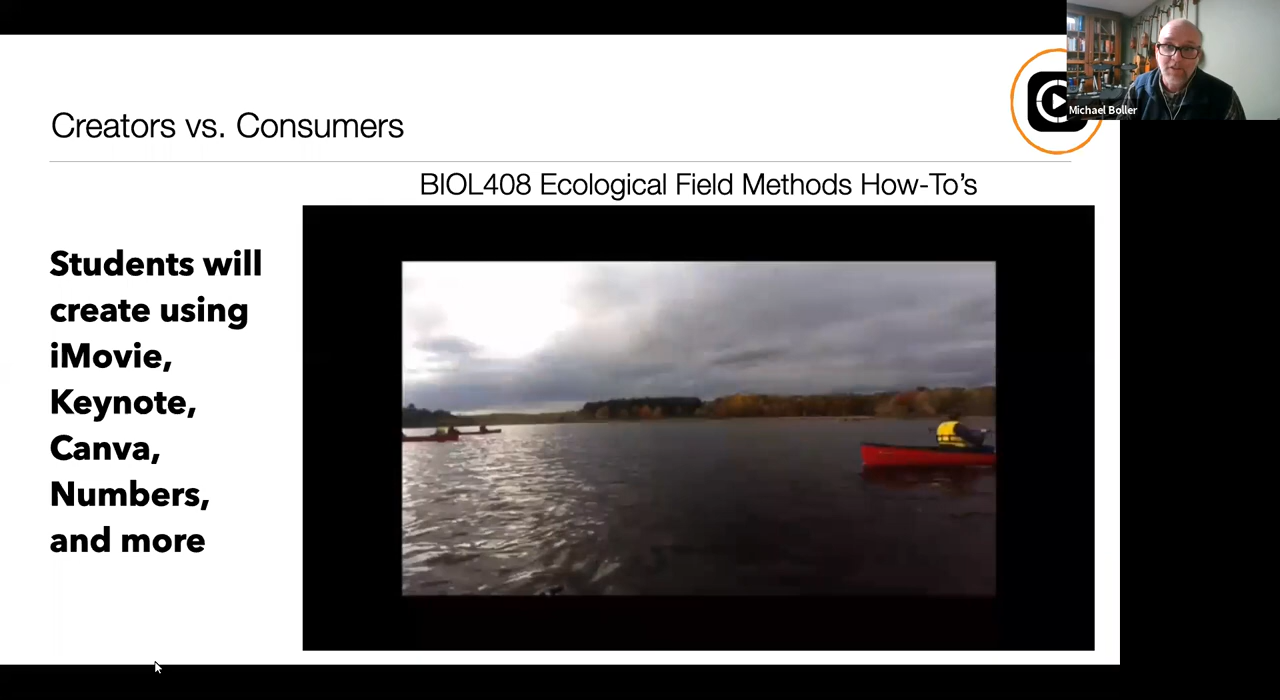 Michael Boller
Creators vs. Consumers
BIOL408 Ecological Field Methods How-To’s
Students will
create using
iMovie,
Keynote,
Canva,
Numbers,
and more